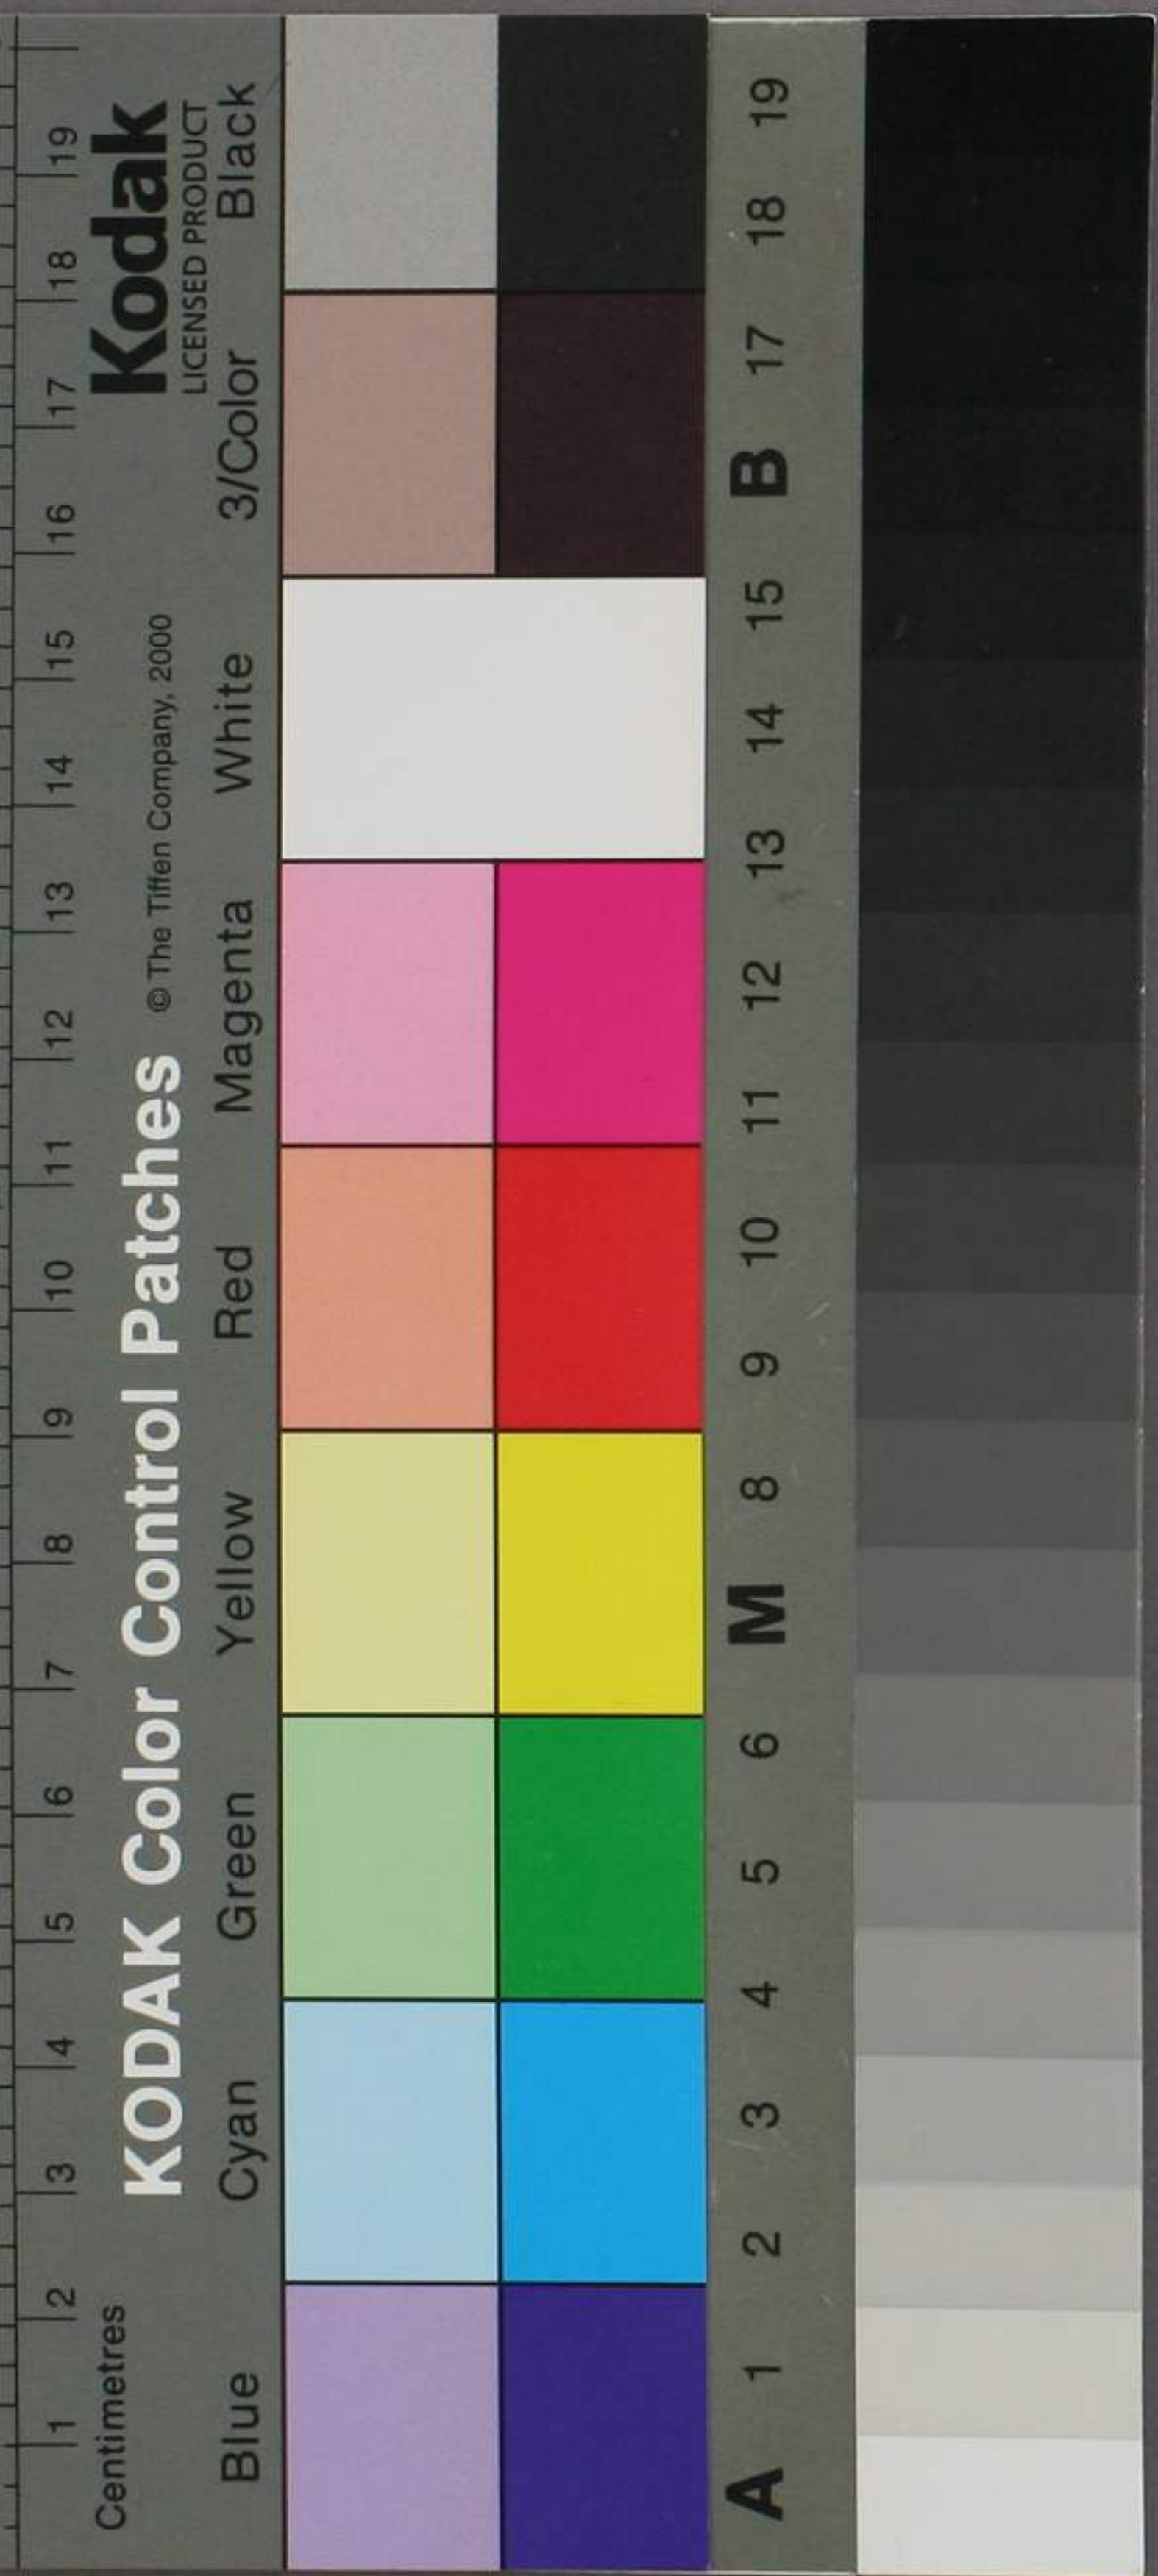 1 2 3 4 5 6 7 8 9 10 11 12 13 14 15 16 17 18 19
Centimetres
KODAK Color Control Patches © The Tiffen Company, 2000
Kodak
LICENSED PRODUCT
Blue Cyan Green Yellow Red Magenta White 3/Color Black
A 1 2 3 4 5 6 M 8 9 10 11 12 13 14 15 B 17 18 19